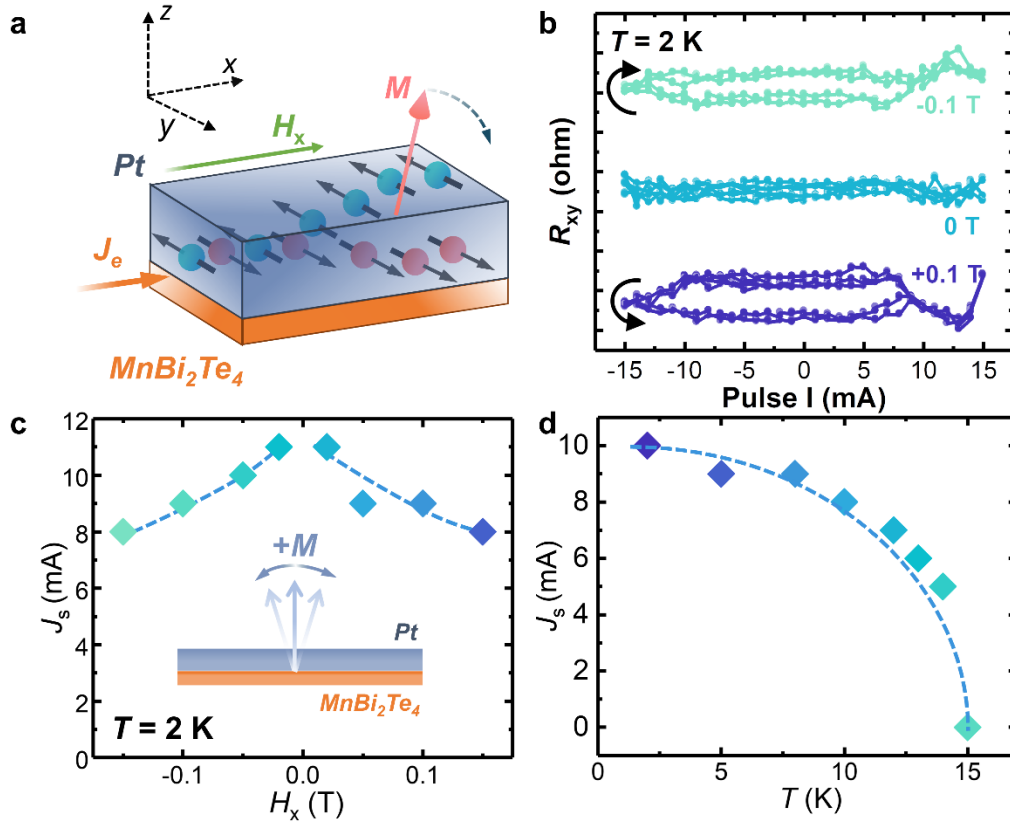 a
z
x
y
M
Hx
Pt
Je
MnBi2Te4
b
T = 2 K
-0.1 T
0 T
+0.1 T
Rxy (ohm)
-15 -10 -5 0 5 10 15
Pulse I (mA)
c
12
10
8
6
4
2
0
Js (mA)
+M
Pt
MnBi2Te4
T = 2 K
-0.1 0.0 0.1
Hx (T)
d
10
8
6
4
2
0
Js (mA)
0 5 10 15
T (K)